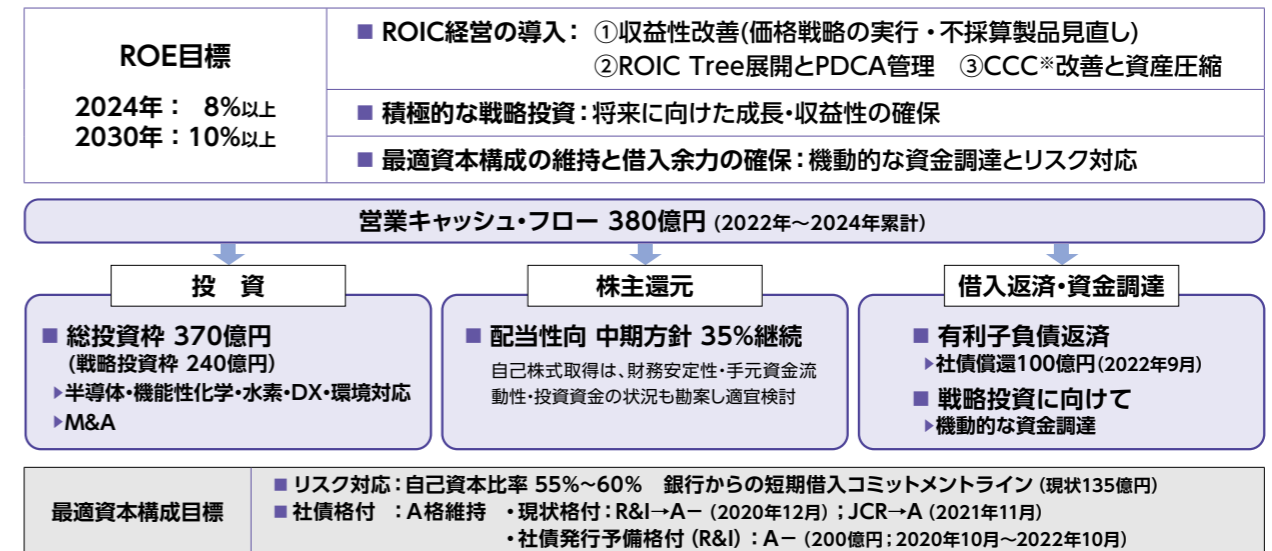 ROE目標
2024年： 8%以上
2030年：10%以上
■ ROIC経営の導入： ①収益性改善(価格戦略の実行・不採算製品見直し)
②ROIC Tree展開とPDCA管理　③CCC※改善と資産圧縮
■ 積極的な戦略投資：将来に向けた成長・収益性の確保
■ 最適資本構成の維持と借入余力の確保：機動的な資金調達とリスク対応
営業キャッシュ・フロー 380億円 (2022年～2024年累計)
投　資
■ 総投資枠 370億円
(戦略投資枠 240億円)
▶半導体・機能性化学・水素・DX・環境対応
▶M&A
株主還元
■ 配当性向 中期方針 35%継続
自己株式取得は、財務安定性・手元資金流
動性・投資資金の状況も勘案し適宜検討
借入返済・資金調達
■ 有利子負債返済
▶社債償還100億円(2022年9月)
■ 戦略投資に向けて
▶機動的な資金調達
最適資本構成目標
■ リスク対応：自己資本比率 55%～60%　銀行からの短期借入コミットメントライン (現状135億円)
■ 社債格付　：A格維持　・現状格付：R&I→A－ (2020年12月)；JCR→A (2021年11月)
・社債発行予備格付 (R&I)：A－ (200億円；2020年10月～2022年10月)